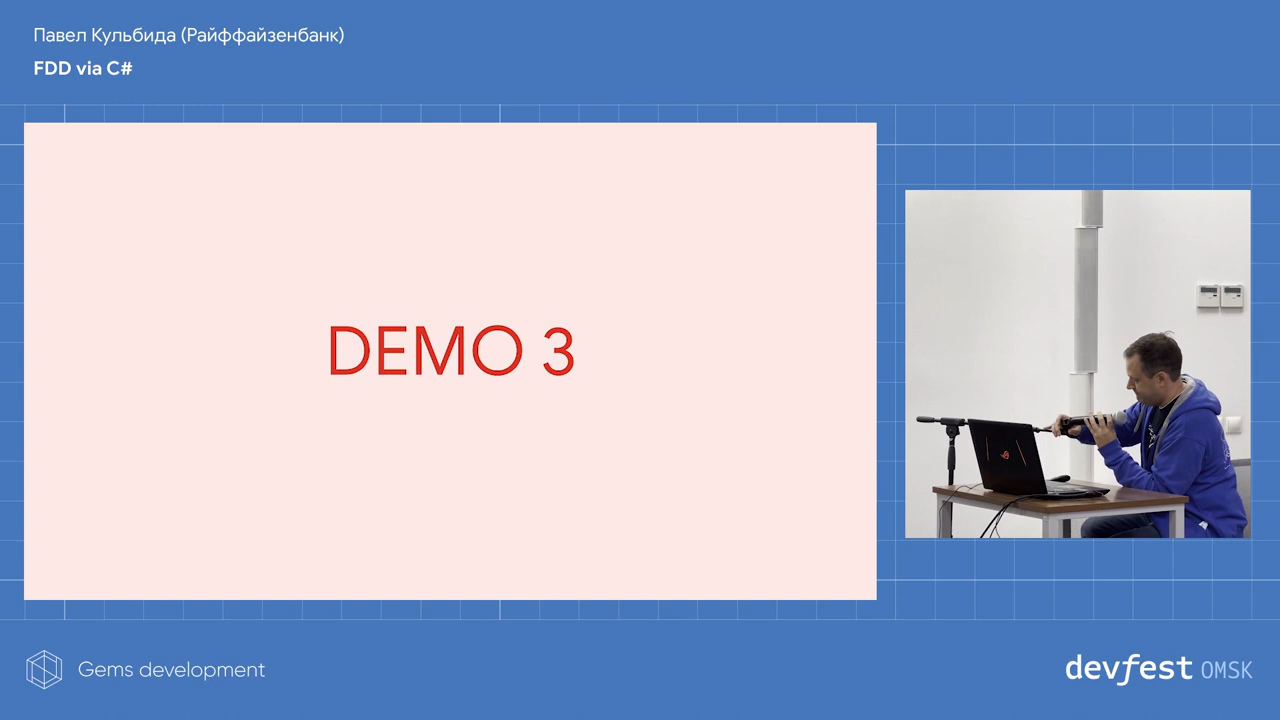 Павел Кульбида (Райффайзенбанк)
FDD via C#
DEMO 3
Gems development
devfest OMSK